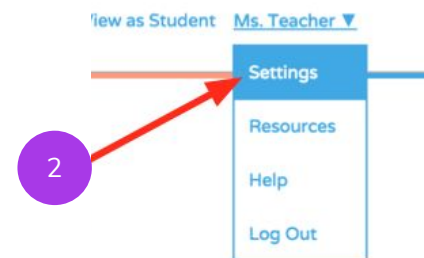 iew as Student Ms. Teacher ▼
Settings
Resources
2
Help
Log Out